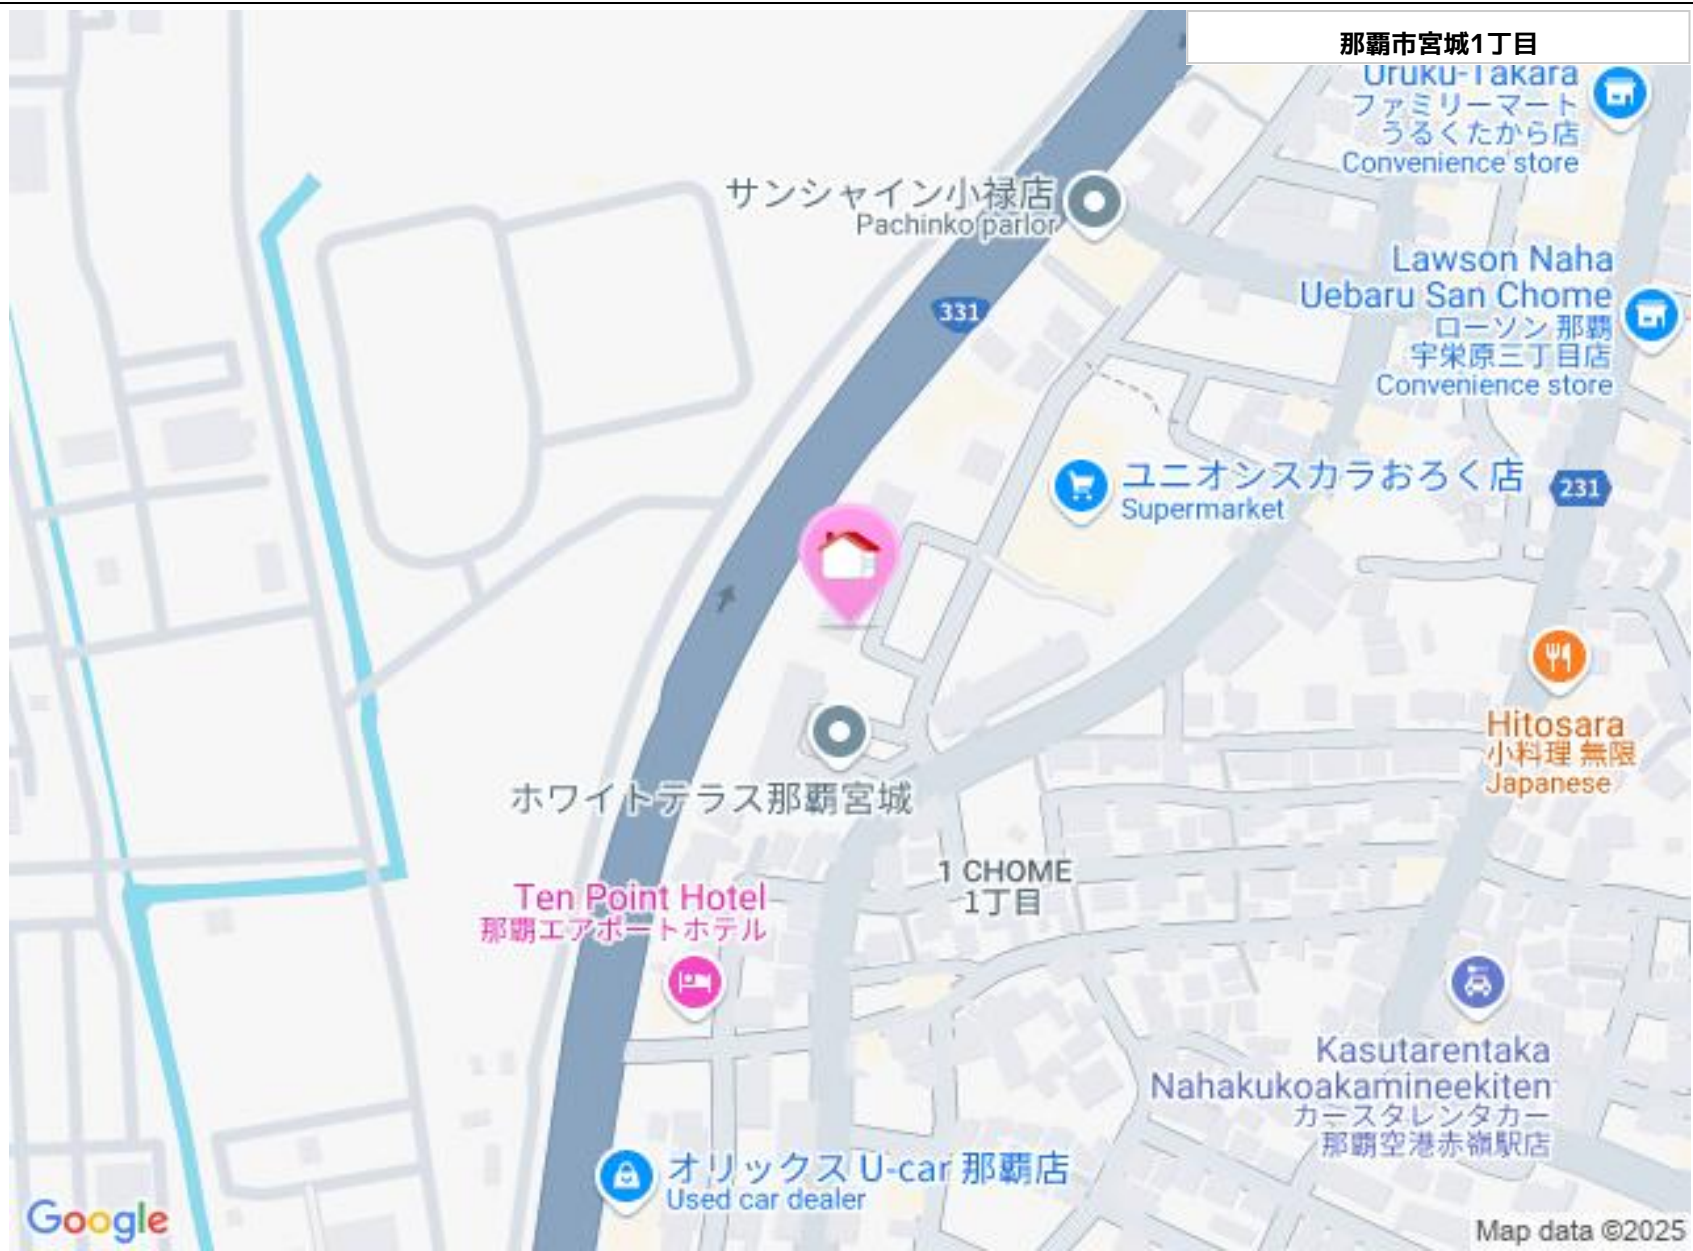 那覇市宮城1丁目
Uruku-Takara
ファミリーマート
うるくたから店
Convenience store
サンシャイン小禄店
Pachinko parlor
Lawson Naha
Uebaru San Chome
ローソン 那覇
宇栄原三丁目店
Convenience store
331
ユニオンスカラおろく店
Supermarket
231
Hitosara
小料理 無限
Japanese
ホワイトテラス那覇宮城
1 CHOME
1丁目
Ten Point Hotel
那覇エアポートホテル
Kasutarentaka
Nahakukoakamineekiten
カースタレンタカー
那覇空港赤嶺駅店
オリックス U-car 那覇店
Used car dealer
Google
Map data ©2025